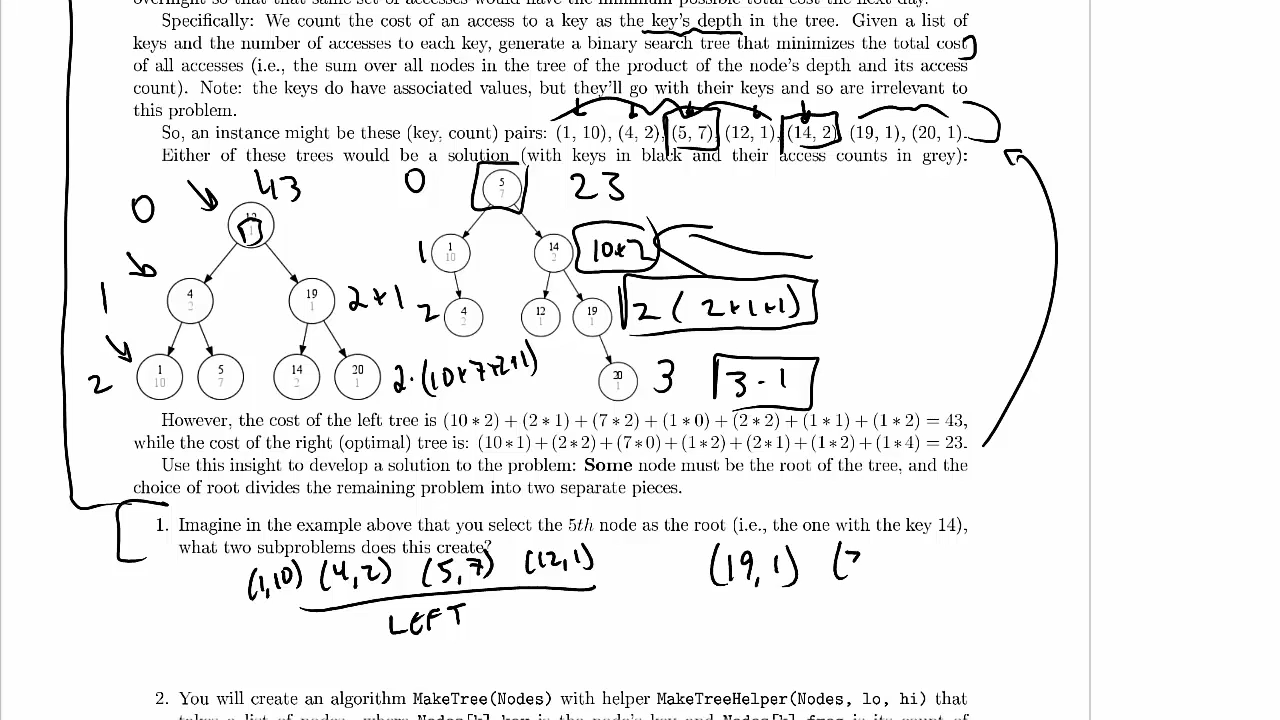 overnight so that that same set of accesses would have the minimum possible total cost the next day.
Specifically: We count the cost of an access to a key as the key's depth in the tree. Given a list of
keys and the number of accesses to each key, generate a binary search tree that minimizes the total cost
of all accesses (i.e., the sum over all nodes in the tree of the product of the node's depth and its access
count). Note: the keys do have associated values, but they'll go with their keys and so are irrelevant to
this problem.
So, an instance might be these (key, count) pairs: (1, 10), (4, 2), (5, 7), (12, 1), (14, 2), (19, 1), (20, 1).
Either of these trees would be a solution (with keys in black and their access counts in grey):
0 43 0 5 7 23
1 1 10 14 2 10*2
1 4 2 19 1 2*1 2 4 2 12 1 19 1 2(2+1+1)
2 1 10 5 7 14 2 20 1 2·(10+7+2+1) 20 1 3 3·1
However, the cost of the left tree is (10 ∗ 2) + (2 ∗ 1) + (7 ∗ 2) + (1 ∗ 0) + (2 ∗ 2) + (1 ∗ 1) + (1 ∗ 2) = 43,
while the cost of the right (optimal) tree is: (10∗1)+(2∗2)+(7∗0)+(1∗2)+(2∗1)+(1∗2)+(1∗4) = 23.
Use this insight to develop a solution to the problem: Some node must be the root of the tree, and the
choice of root divides the remaining problem into two separate pieces.
1. Imagine in the example above that you select the 5th node as the root (i.e., the one with the key 14),
what two subproblems does this create?
(1,10) (4,2) (5,7) (12,1) (19,1) (2
LEFT
2. You will create an algorithm MakeTree(Nodes) with helper MakeTreeHelper(Nodes, lo, hi) that